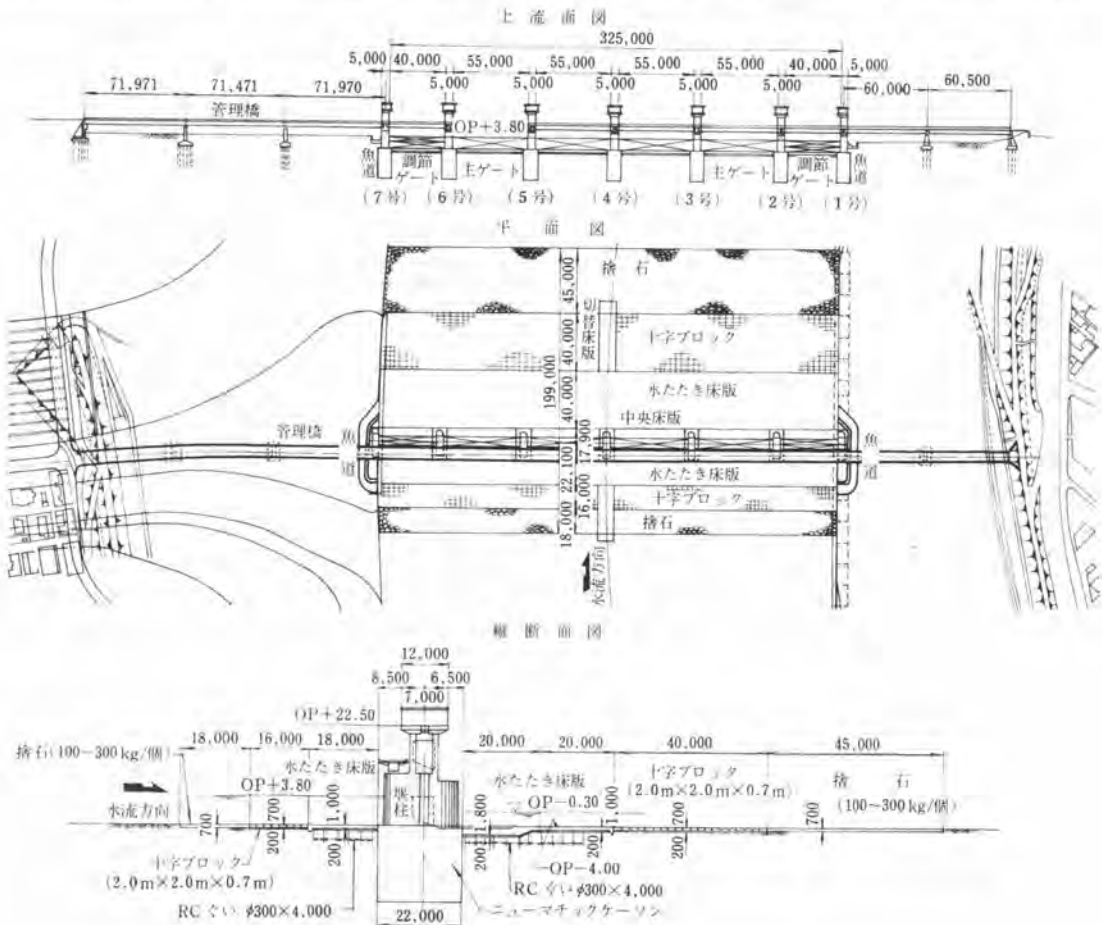 上流面図
325,000
5,000 40,000 55,000 55,000 55,000 55,000 55,000 40,000 5,000
5,000 5,000 5,000 5,000 5,000
71,971 71,471 71,970 60,000 60,500
管理橋
OP+3.80
魚道 調節ゲート 主ゲート 主ゲート 調節ゲート 魚道
(7号) (6号) (5号) (4号) (3号) (2号) (1号)
平面図
捨石
45,000
切替床版
十字ブロック
40,000
199,000
水たたき床版
40,000
中央床版
管理橋
魚道
17,900
魚道
22,100
水たたき床版
16,000
十字ブロック
18,000
捨石
水流方向
縦断面図
12,000
8,500 6,500
7,000
OP+22.50
捨石(100~300kg/個)
18,000 16,000 18,000
20,000 20,000 40,000 45,000
水たたき床版
水たたき床版
十字ブロック
(2.0m×2.0m×0.7m)
捨石
(100~300kg/個)
OP+3.80
堰柱
OP-0.30
水流方向
700 700 1,000 1,800 1,000 700 700
200 200 200 200 200
十字ブロック
(2.0m×2.0m×0.7m)
OP-4.00
RCぐい φ300×4,000
RCぐい φ300×4,000
22,000
ニューマチックケーソン